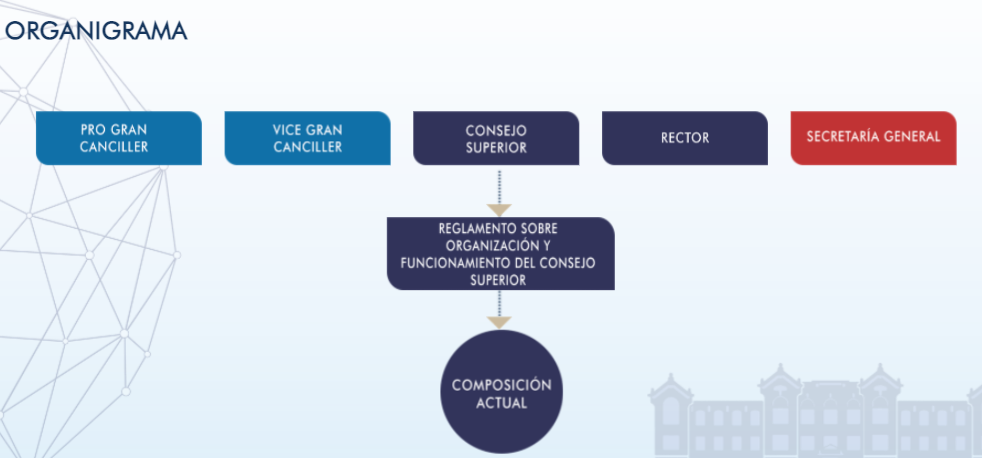 ORGANIGRAMA
PRO GRAN
CANCILLER
VICE GRAN
CANCILLER
CONSEJO
SUPERIOR
RECTOR
SECRETARÍA GENERAL
REGLAMENTO SOBRE
ORGANIZACIÓN Y
FUNCIONAMIENTO DEL CONSEJO
SUPERIOR
COMPOSICIÓN
ACTUAL